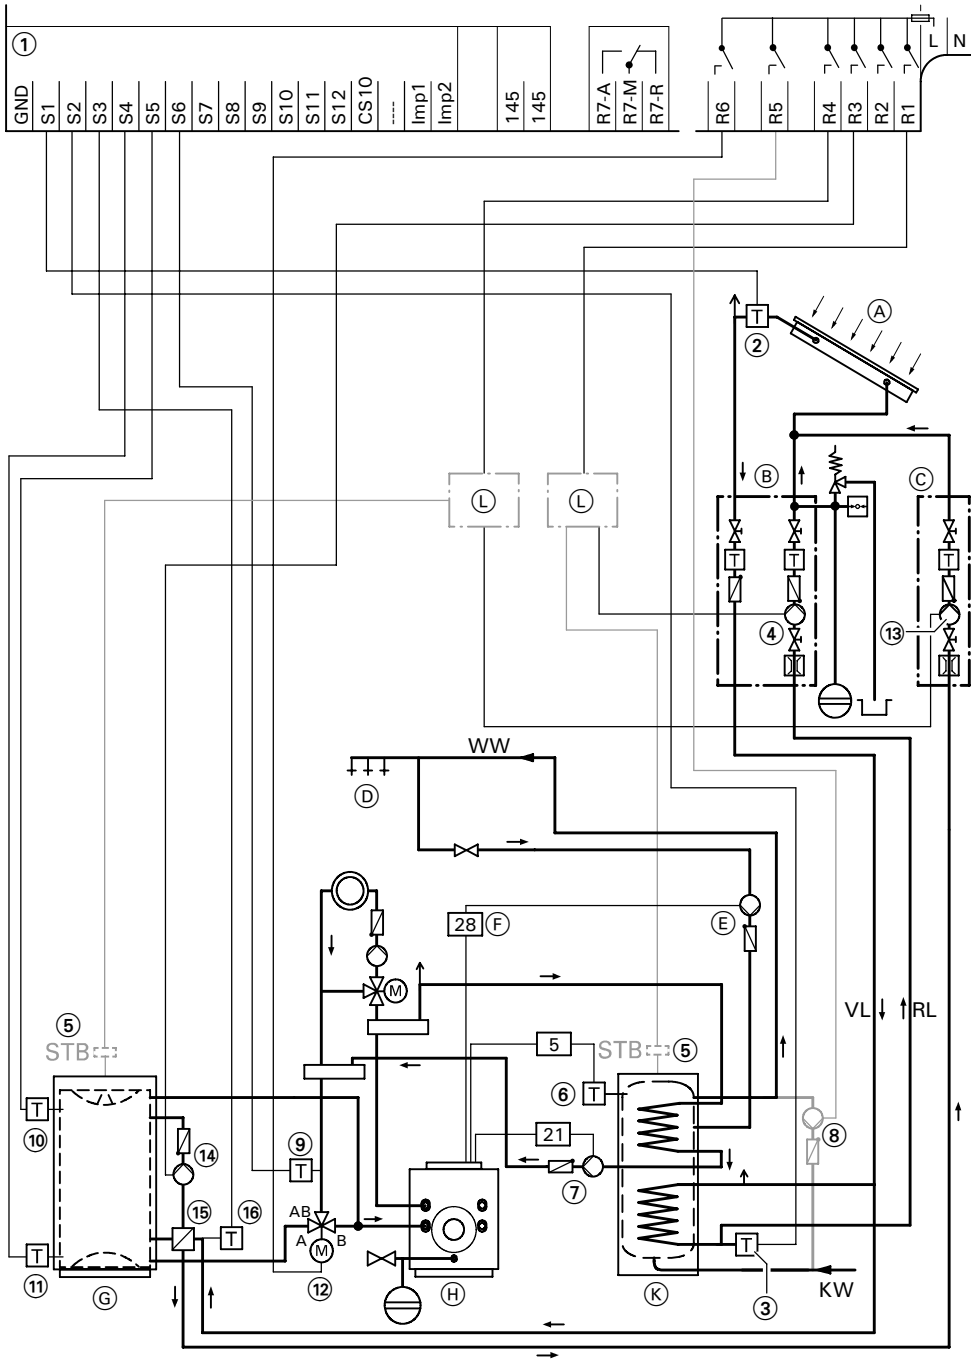 1
L N
GND S1 S2 S3 S4 S5 S6 S7 S8 S9 S10 S11 S12 CS10 ---- Imp1 Imp2 145 145 R7-A R7-M R7-R R6 R5 R4 R3 R2 R1
A
T
2
L L
B C
T T T
4 13
WW
D
E
28 F
M
VL RL
5
STB
5
STB 5
6 T
T
10
8
14
21
9
T
7
15 16
T
AB
A B
M
T
11
T
12
G H K
3
KW